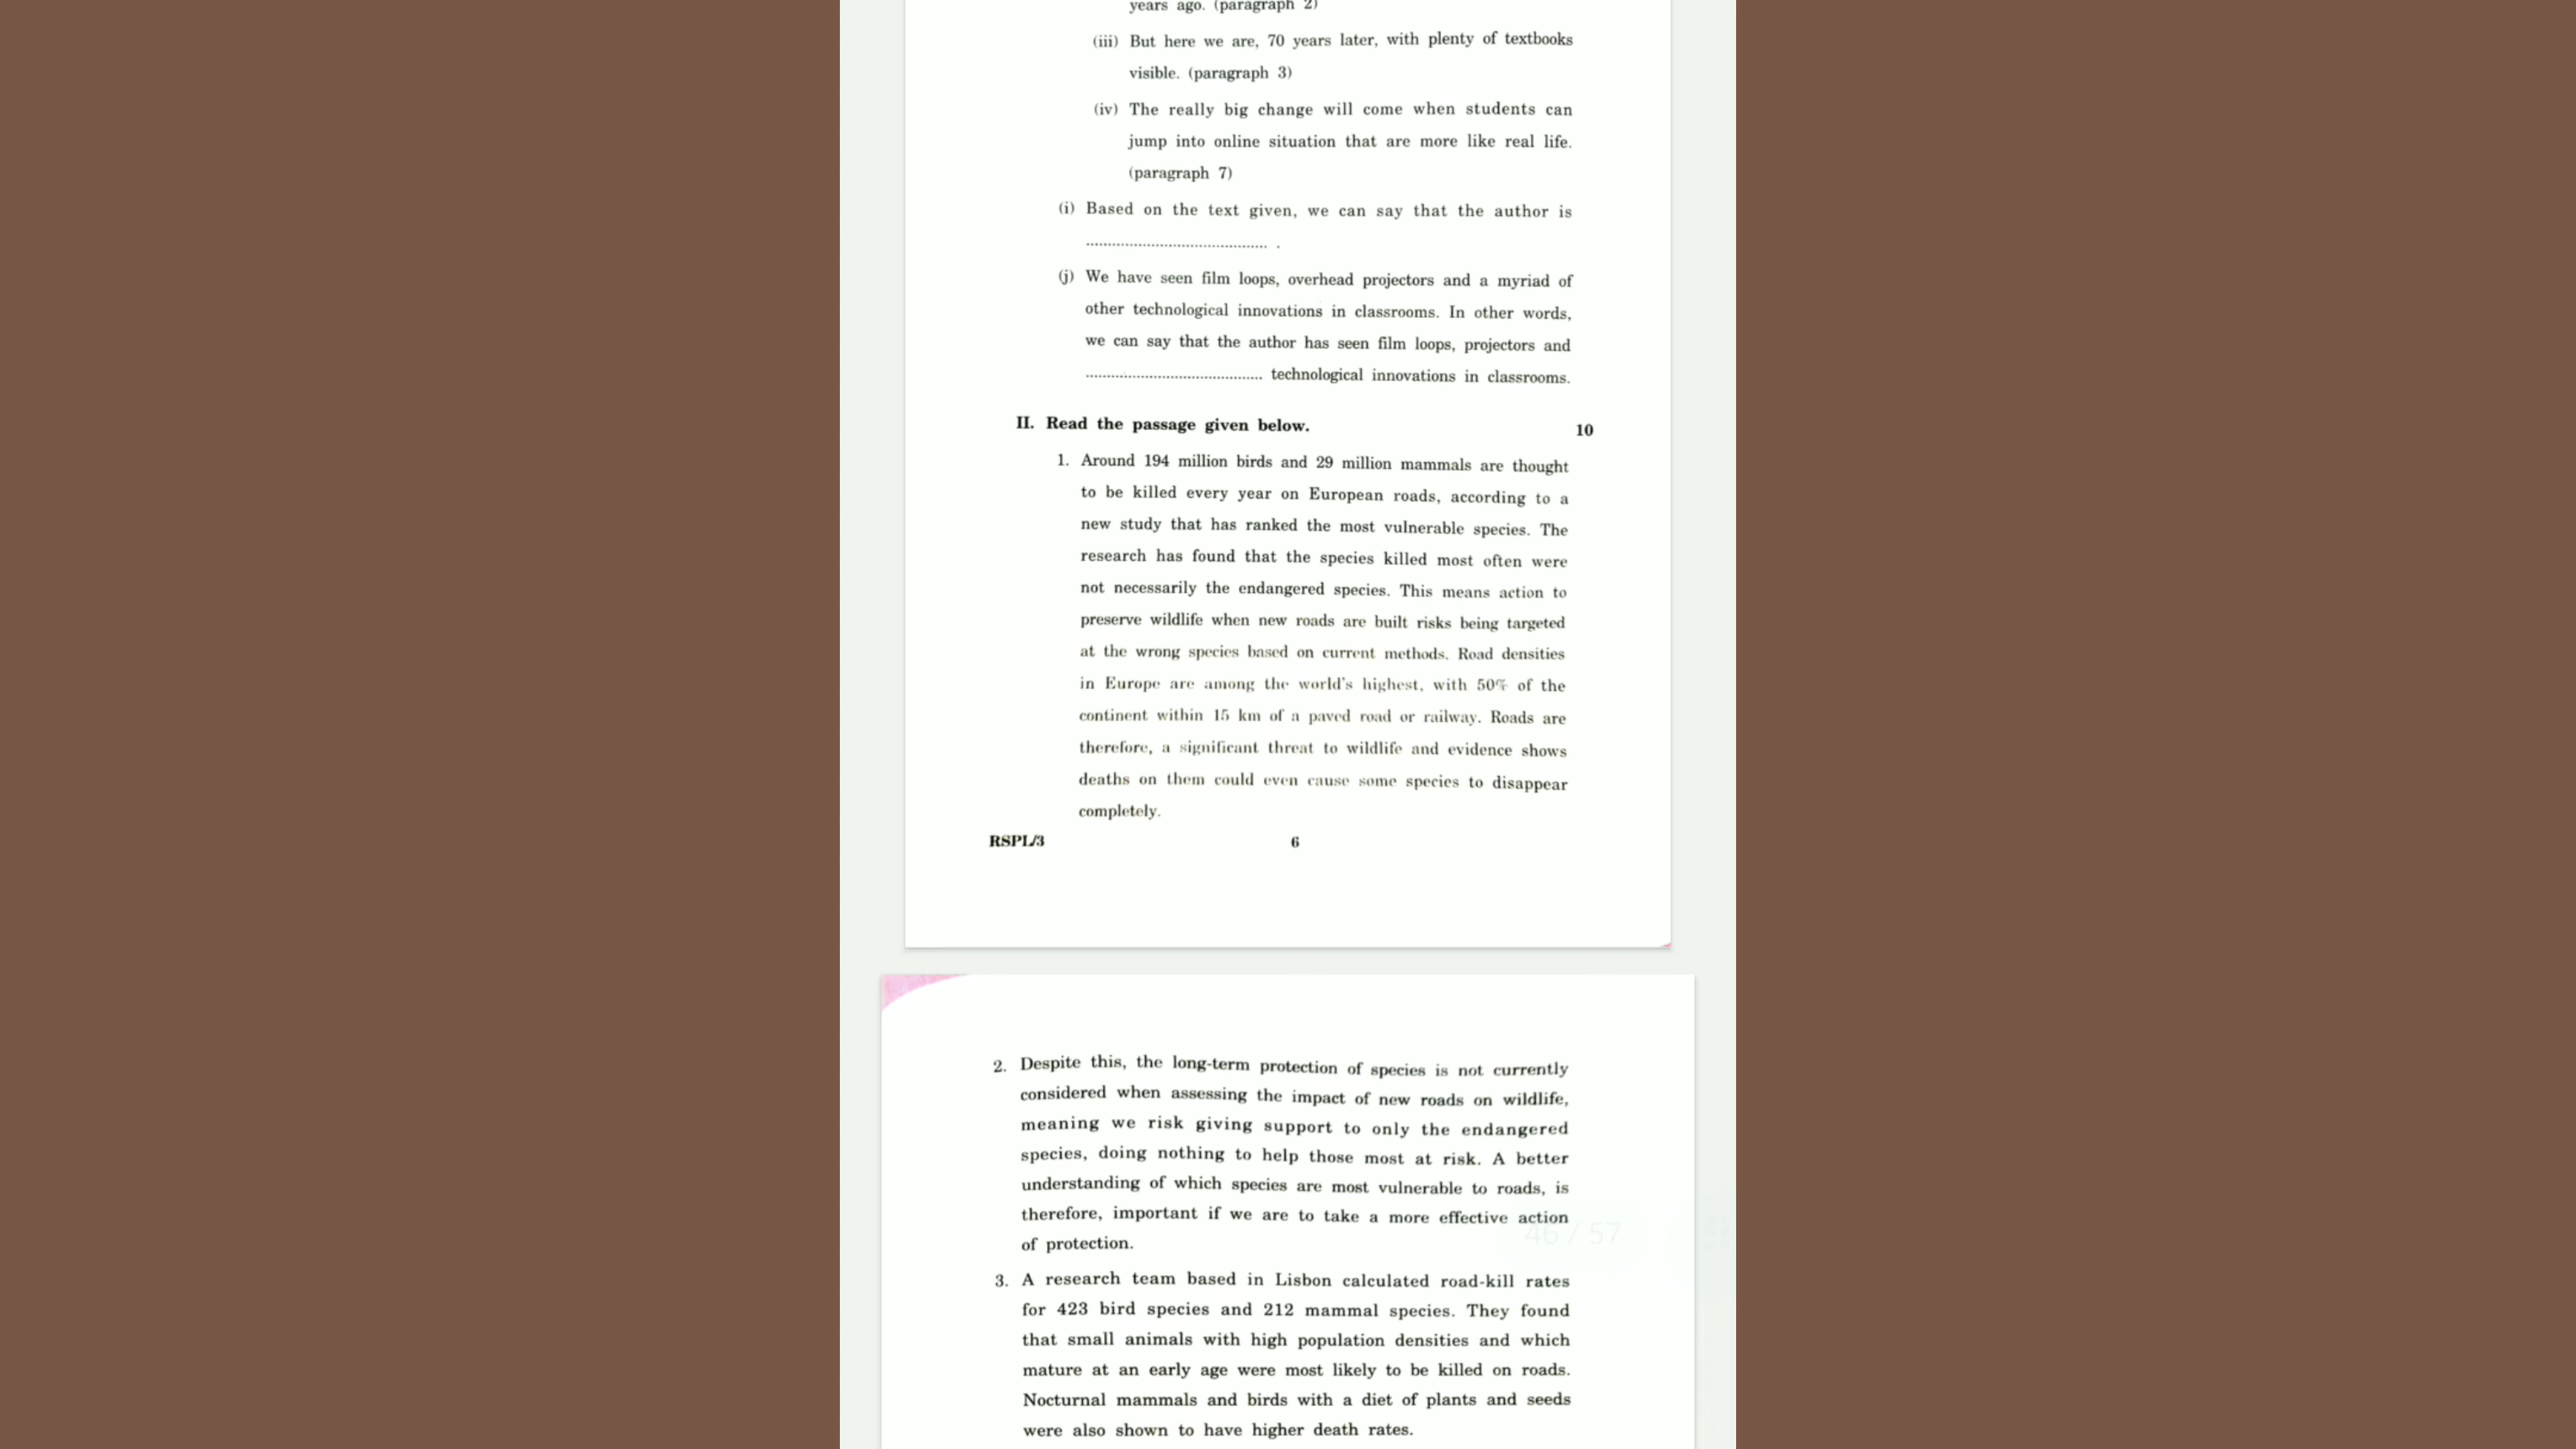 years ago. (paragraph 2)
(iii) But here we are, 70 years later, with plenty of textbooks
visible. (paragraph 3)
(iv) The really big change will come when students can
jump into online situation that are more like real life.
(paragraph 7)
(i) Based on the text given, we can say that the author is
.......................................... .
(j) We have seen film loops, overhead projectors and a myriad of
other technological innovations in classrooms. In other words,
we can say that the author has seen film loops, projectors and
......................................... technological innovations in classrooms.
II. Read the passage given below. 10
1. Around 194 million birds and 29 million mammals are thought
to be killed every year on European roads, according to a
new study that has ranked the most vulnerable species. The
research has found that the species killed most often were
not necessarily the endangered species. This means action to
preserve wildlife when new roads are built risks being targeted
at the wrong species based on current methods. Road densities
in Europe are among the world's highest, with 50% of the
continent within 15 km of a paved road or railway. Roads are
therefore, a significant threat to wildlife and evidence shows
deaths on them could even cause some species to disappear
completely.
RSPL/3 6
2. Despite this, the long-term protection of species is not currently
considered when assessing the impact of new roads on wildlife,
meaning we risk giving support to only the endangered
species, doing nothing to help those most at risk. A better
understanding of which species are most vulnerable to roads, is
therefore, important if we are to take a more effective action
of protection.
46 / 57
3. A research team based in Lisbon calculated road-kill rates
for 423 bird species and 212 mammal species. They found
that small animals with high population densities and which
mature at an early age were most likely to be killed on roads.
Nocturnal mammals and birds with a diet of plants and seeds
were also shown to have higher death rates.